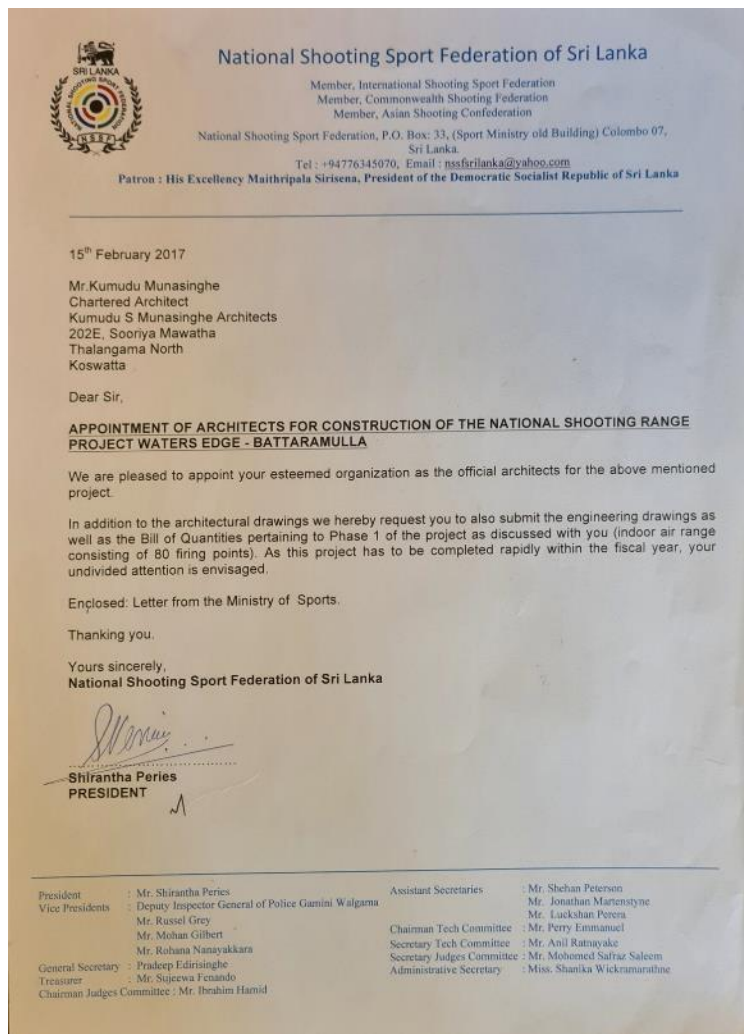 SRI LANKA
NATIONAL SHOOTING SPORT FEDERATION
NSSF
National Shooting Sport Federation of Sri Lanka
Member, International Shooting Sport Federation
Member, Commonwealth Shooting Federation
Member, Asian Shooting Confederation
National Shooting Sport Federation, P.O. Box: 33, (Sport Ministry old Building) Colombo 07,
Sri Lanka.
Tel : +94776345070, Email : nssfsrilanka@yahoo.com
Patron : His Excellency Maithripala Sirisena, President of the Democratic Socialist Republic of Sri Lanka
15th February 2017
Mr.Kumudu Munasinghe
Chartered Architect
Kumudu S Munasinghe Architects
202E, Sooriya Mawatha
Thalangama North
Koswatta
Dear Sir,
APPOINTMENT OF ARCHITECTS FOR CONSTRUCTION OF THE NATIONAL SHOOTING RANGE
PROJECT WATERS EDGE - BATTARAMULLA
We are pleased to appoint your esteemed organization as the official architects for the above mentioned
project.
In addition to the architectural drawings we hereby request you to also submit the engineering drawings as
well as the Bill of Quantities pertaining to Phase 1 of the project as discussed with you (indoor air range
consisting of 80 firing points). As this project has to be completed rapidly within the fiscal year, your
undivided attention is envisaged.
Enclosed: Letter from the Ministry of Sports.
Thanking you.
Yours sincerely,
National Shooting Sport Federation of Sri Lanka
Shirantha Peries
PRESIDENT
President : Mr. Shirantha Peries
Vice Presidents : Deputy Inspector General of Police Gamini Walgama
Mr. Russel Grey
Mr. Mohan Gilbert
Mr. Rohana Nanayakkara
General Secretary : Pradeep Edirisinghe
Treasurer : Mr. Sujeewa Fenando
Chairman Judges Committee : Mr. Ibrahim Hamid
Assistant Secretaries : Mr. Shehan Peterson
Mr. Jonathan Martenstyne
Mr. Luckshan Perera
Chairman Tech Committee : Mr. Perry Emmanuel
Secretary Tech Committee : Mr. Anil Ratnayake
Secretary Judges Committee : Mr. Mohomed Safraz Saleem
Administrative Secretary : Miss. Shanika Wickramarathne